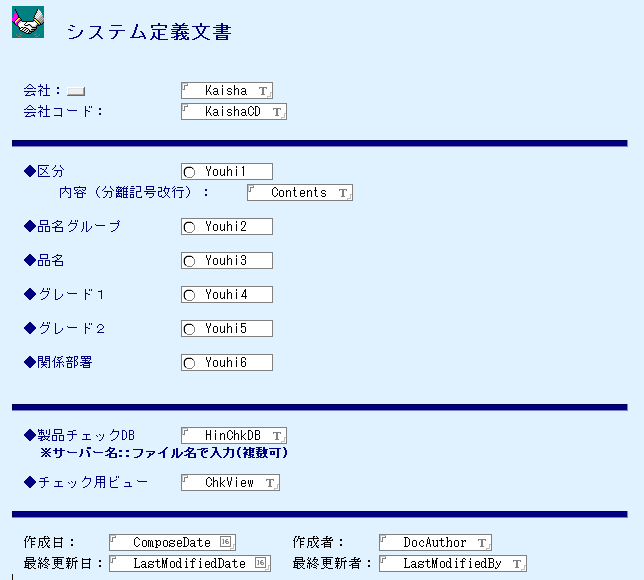 システム定義文書
会社： Kaisha T
会社コード： KaishaCD T
◆区分 Youhi1
内容（分離記号改行）： Contents T
◆品名グループ Youhi2
◆品名 Youhi3
◆グレード１ Youhi4
◆グレード２ Youhi5
◆関係部署 Youhi6
◆製品チェックDB HinChkDB T
※サーバー名::ファイル名で入力(複数可)
◆チェック用ビュー ChkView T
作成日： ComposeDate 16 作成者： DocAuthor T
最終更新日： LastModifiedDate 16 最終更新者： LastModifiedBy T